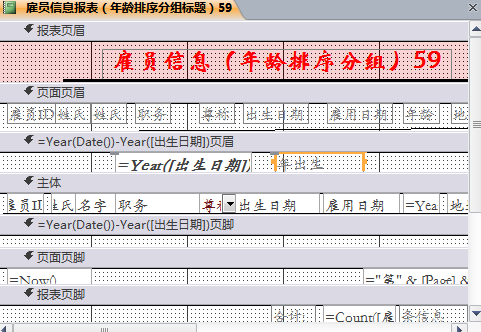 雇员信息报表（年龄排序分组标题）59
报表页眉
雇员信息（年龄排序分组）59
页面页眉
雇员ID 姓氏 姓氏 职务 尊称 出生日期 雇用日期 年龄 地
=Year(Date())-Year([出生日期])页眉
=Year([出生日期]) 年出生
主体
雇员II 姓氏 名字 职务 尊称 出生日期 雇用日期 =Yea 地
=Year(Date())-Year([出生日期])页脚
页面页脚
=Now() ="第" & [Page] &
报表页脚
合计: =Count([雇 条信息